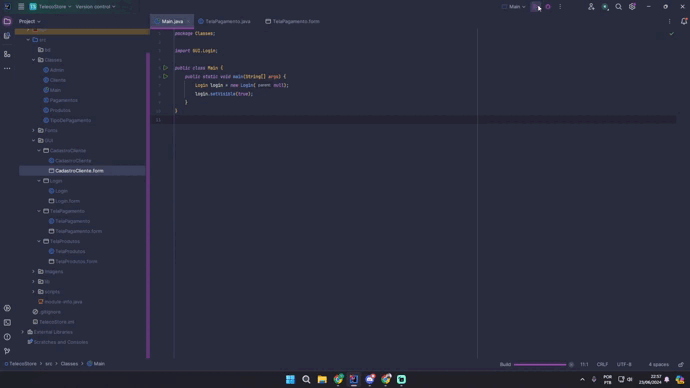 TS TelecoStore Version control
Main
Project
Main.java
TelaPagamento.java
TelaPagamento.form
src
bd
Classes
Admin
Cliente
Main
Pagamentos
Produtos
TipoDePagamento
Fonts
GUI
CadastroCliente
CadastroCliente
CadastroCliente.form
Login
Login
Login.form
TelaPagamento
TelaPagamento
TelaPagamento.form
TelaProdutos
TelaProdutos
TelaProdutos.form
Imagens
lib
scripts
module-info.java
.gitignore
TelecoStore.iml
External Libraries
Scratches and Consoles
package Classes;
import GUI.Login;
public class Main {
public static void main(String[] args) {
Login login = new Login( null);
login.setVisible(true);
}
}
11
TelecoStore > src > Classes > Main
Build
11:1 CRLF UTF-8 4 spaces
POR
PTB
22:57
23/06/2024